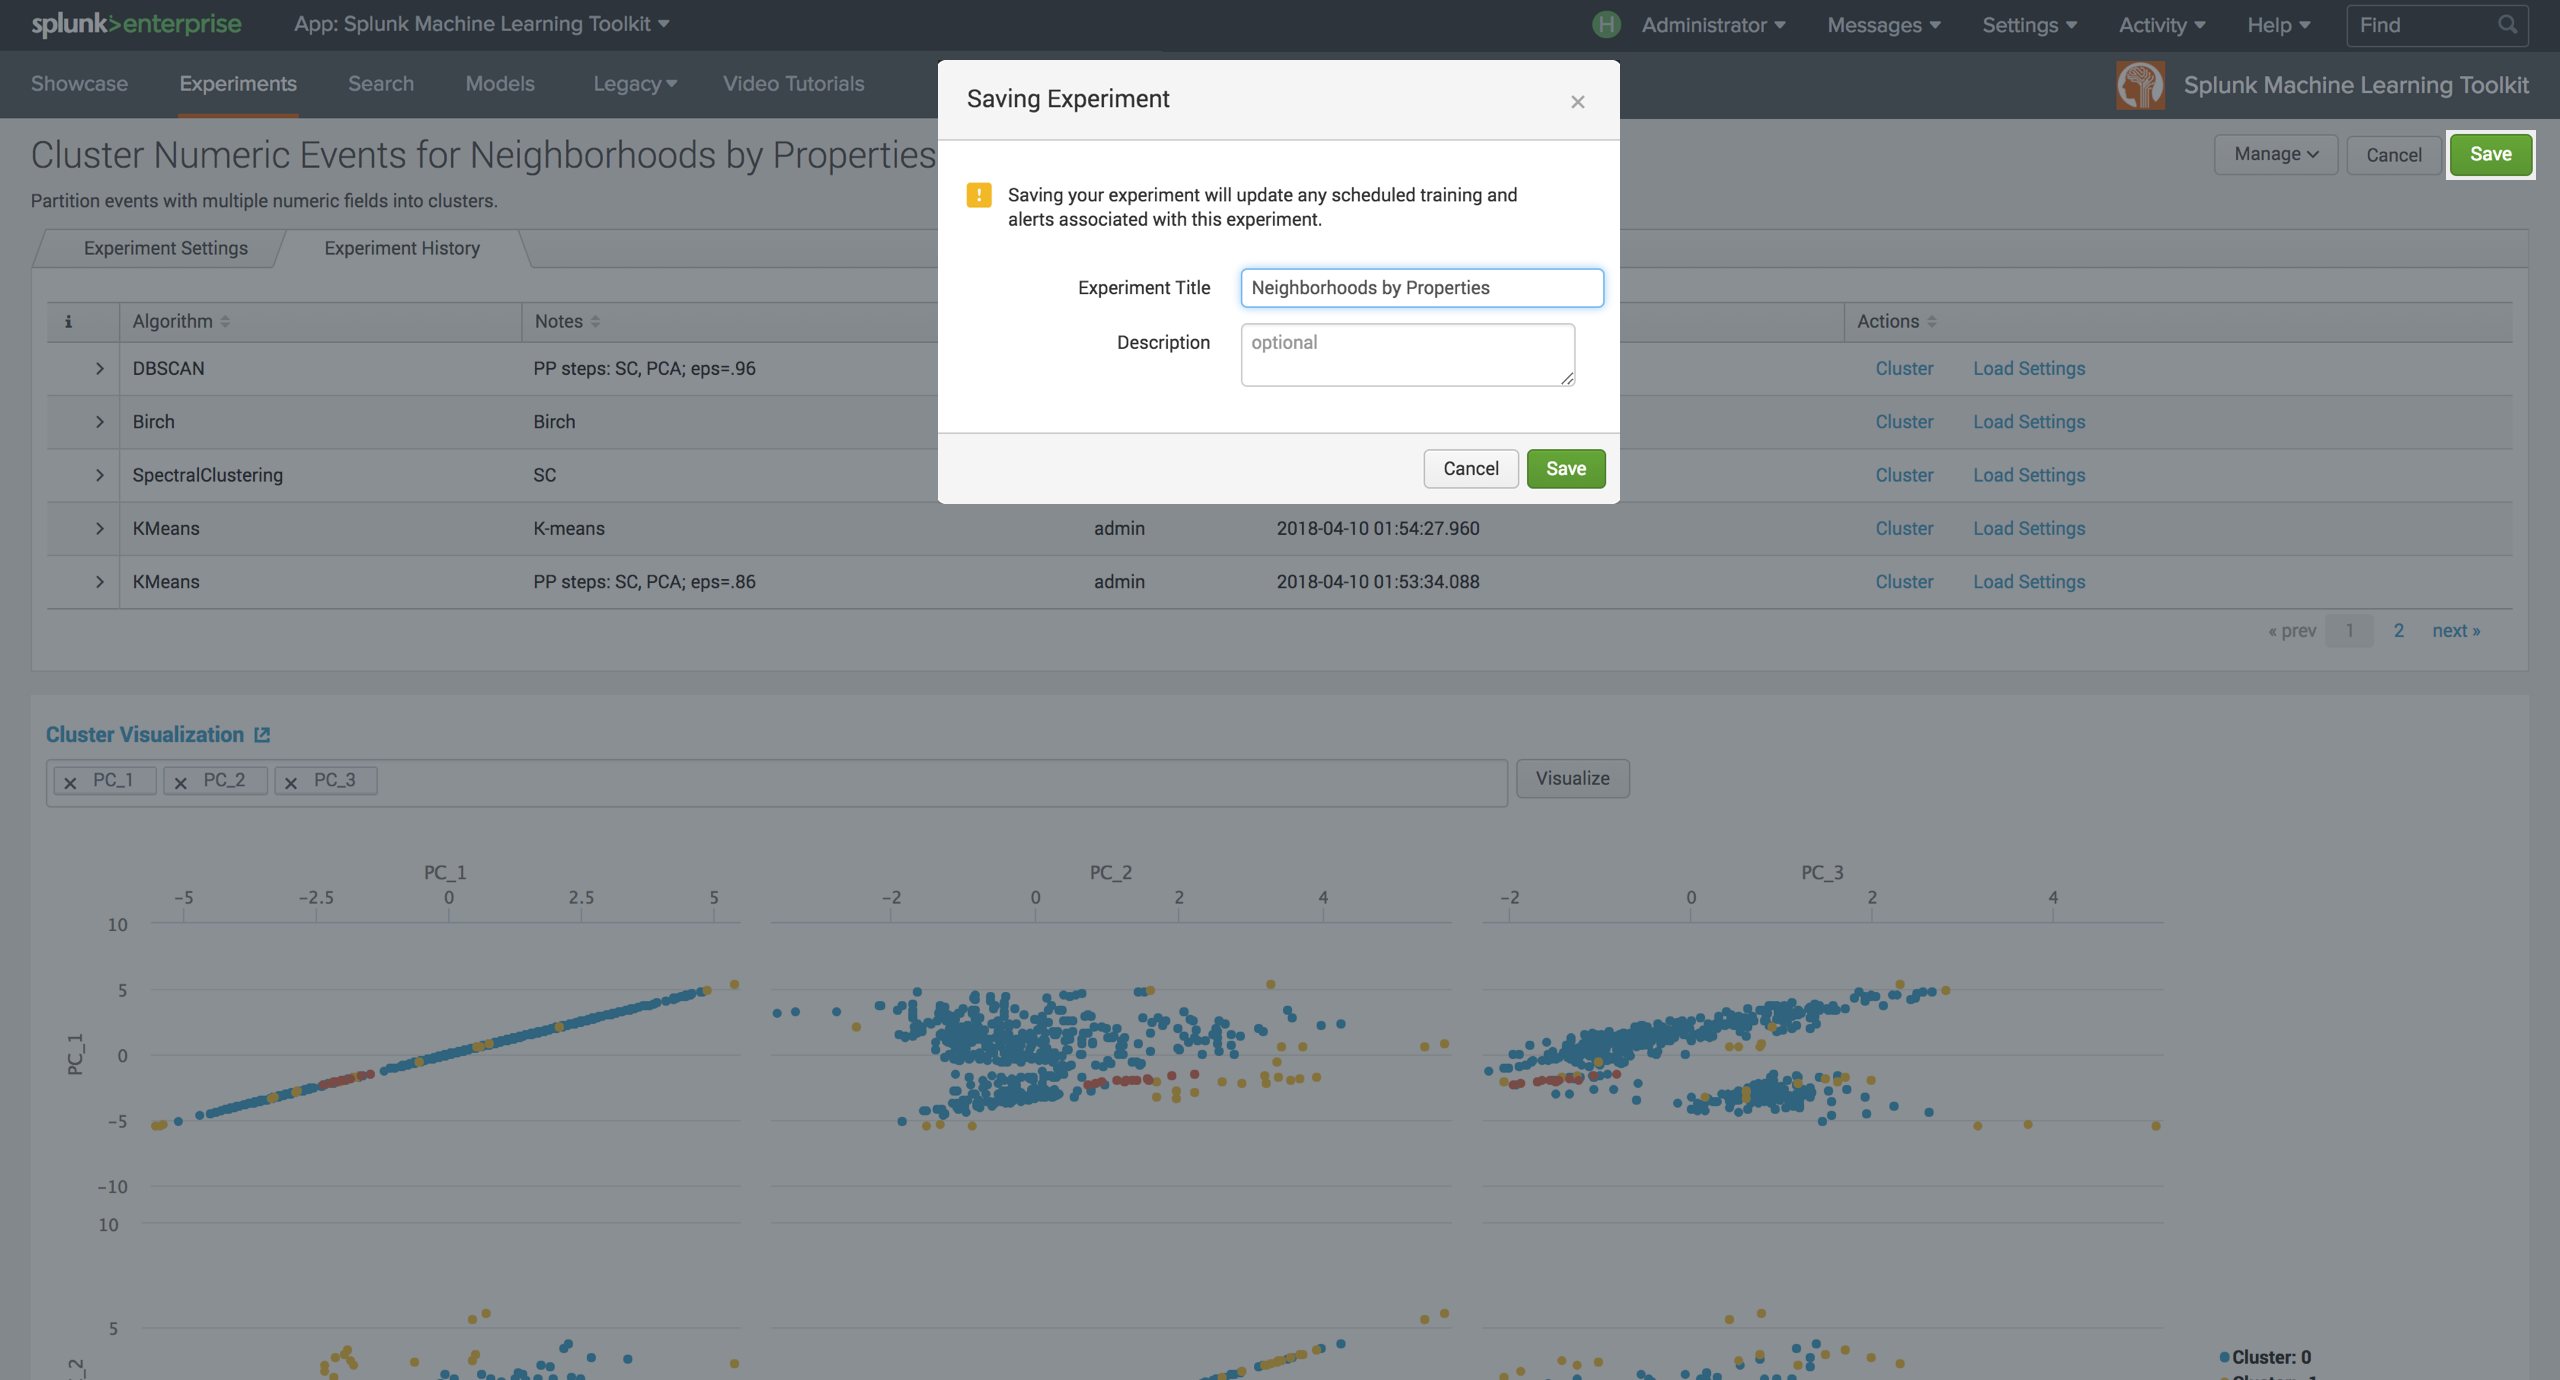 splunk>enterprise App: Splunk Machine Learning Toolkit
H Administrator Messages Settings Activity Help Find
Showcase Experiments Search Models Legacy Video Tutorials
Splunk Machine Learning Toolkit
Cluster Numeric Events for Neighborhoods by Properties
Manage Cancel Save
Partition events with multiple numeric fields into clusters.
Saving Experiment
×
!
Saving your experiment will update any scheduled training and
alerts associated with this experiment.
Experiment Title Neighborhoods by Properties
Description optional
Cancel Save
Experiment Settings Experiment History
i Algorithm Notes Actions
DBSCAN PP steps: SC, PCA; eps=.96 Cluster Load Settings
Birch Birch Cluster Load Settings
SpectralClustering SC Cluster Load Settings
KMeans K-means admin 2018-04-10 01:54:27.960 Cluster Load Settings
KMeans PP steps: SC, PCA; eps=.86 admin 2018-04-10 01:53:34.088 Cluster Load Settings
« prev 1 2 next »
Cluster Visualization
PC_1 PC_2 PC_3 Visualize
PC_1 PC_2 PC_3
−5 −2.5 0 2.5 5 −2 0 2 4 −2 0 2 4
10
5
0
−5
−10
PC_1
10
5
_2
Cluster: 0